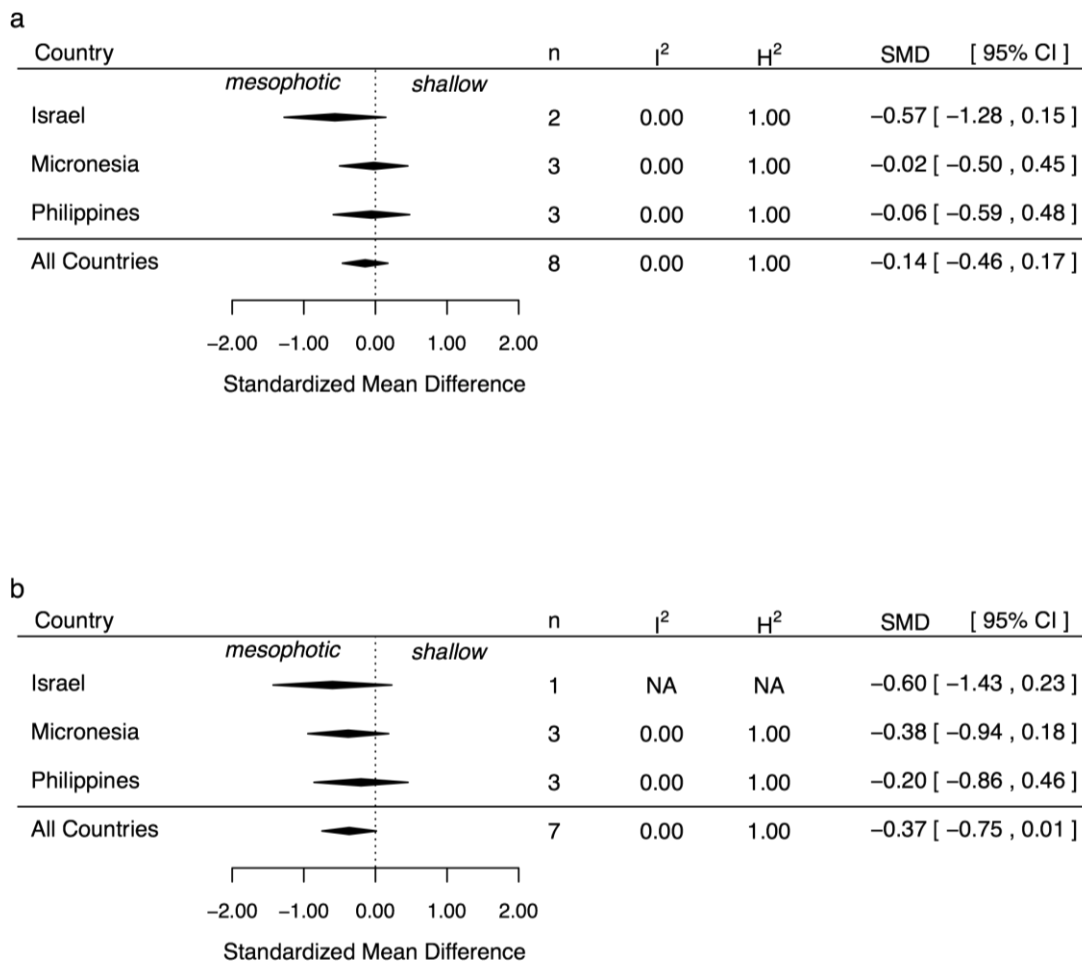 a
Country n I² H² SMD [ 95% CI ]
mesophotic shallow
Israel 2 0.00 1.00 −0.57 [ −1.28 , 0.15 ]
Micronesia 3 0.00 1.00 −0.02 [ −0.50 , 0.45 ]
Philippines 3 0.00 1.00 −0.06 [ −0.59 , 0.48 ]
All Countries 8 0.00 1.00 −0.14 [ −0.46 , 0.17 ]
−2.00 −1.00 0.00 1.00 2.00
Standardized Mean Difference
b
Country n I² H² SMD [ 95% CI ]
mesophotic shallow
Israel 1 NA NA −0.60 [ −1.43 , 0.23 ]
Micronesia 3 0.00 1.00 −0.38 [ −0.94 , 0.18 ]
Philippines 3 0.00 1.00 −0.20 [ −0.86 , 0.46 ]
All Countries 7 0.00 1.00 −0.37 [ −0.75 , 0.01 ]
−2.00 −1.00 0.00 1.00 2.00
Standardized Mean Difference